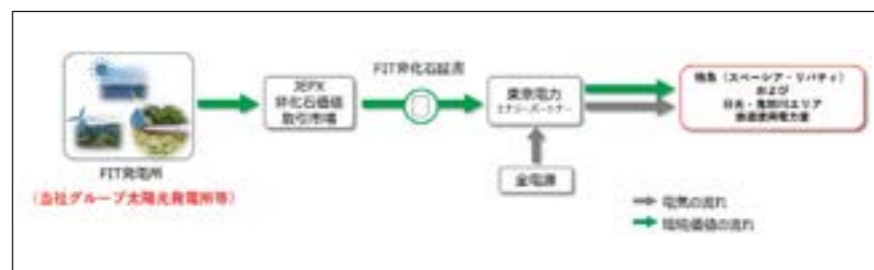 FIT発電所
(当社グループ太陽光発電所等)
JEPX
非化石価値
取引市場
FIT非化石証書
東京電力
エナジーパートナー
全電源
特急(スペーシア・リバティ)
および
日光・鬼怒川エリア
鉄道使用電力量
電気の流れ
環境価値の流れ